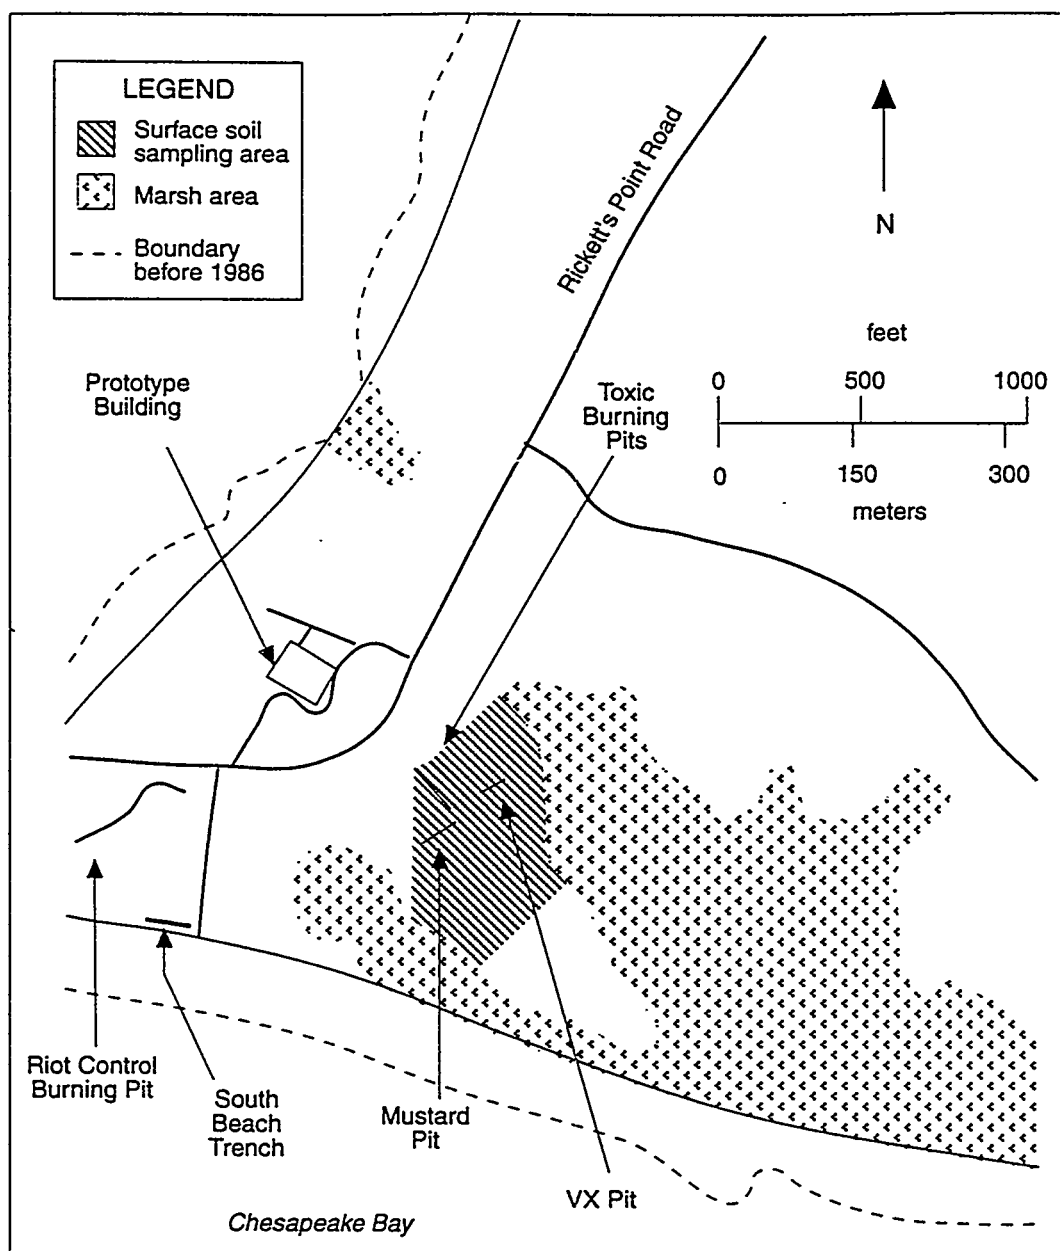 LEGEND
Surface soil
sampling area
Marsh area
Boundary
before 1986
Rickett's Point Road
N
feet
0 500 1000
0 150 300
meters
Prototype
Building
Toxic
Burning
Pits
Riot Control
Burning Pit
South
Beach
Trench
Mustard
Pit
VX Pit
Chesapeake Bay